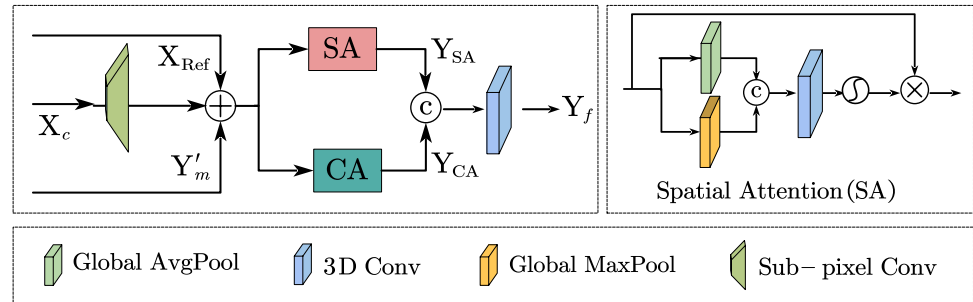 X_Ref
SA
Y_SA
X_c
c
Y_f
Y'_m
CA
Y_CA
c
Spatial Attention (SA)
Global AvgPool
3D Conv
Global MaxPool
Sub- pixel Conv